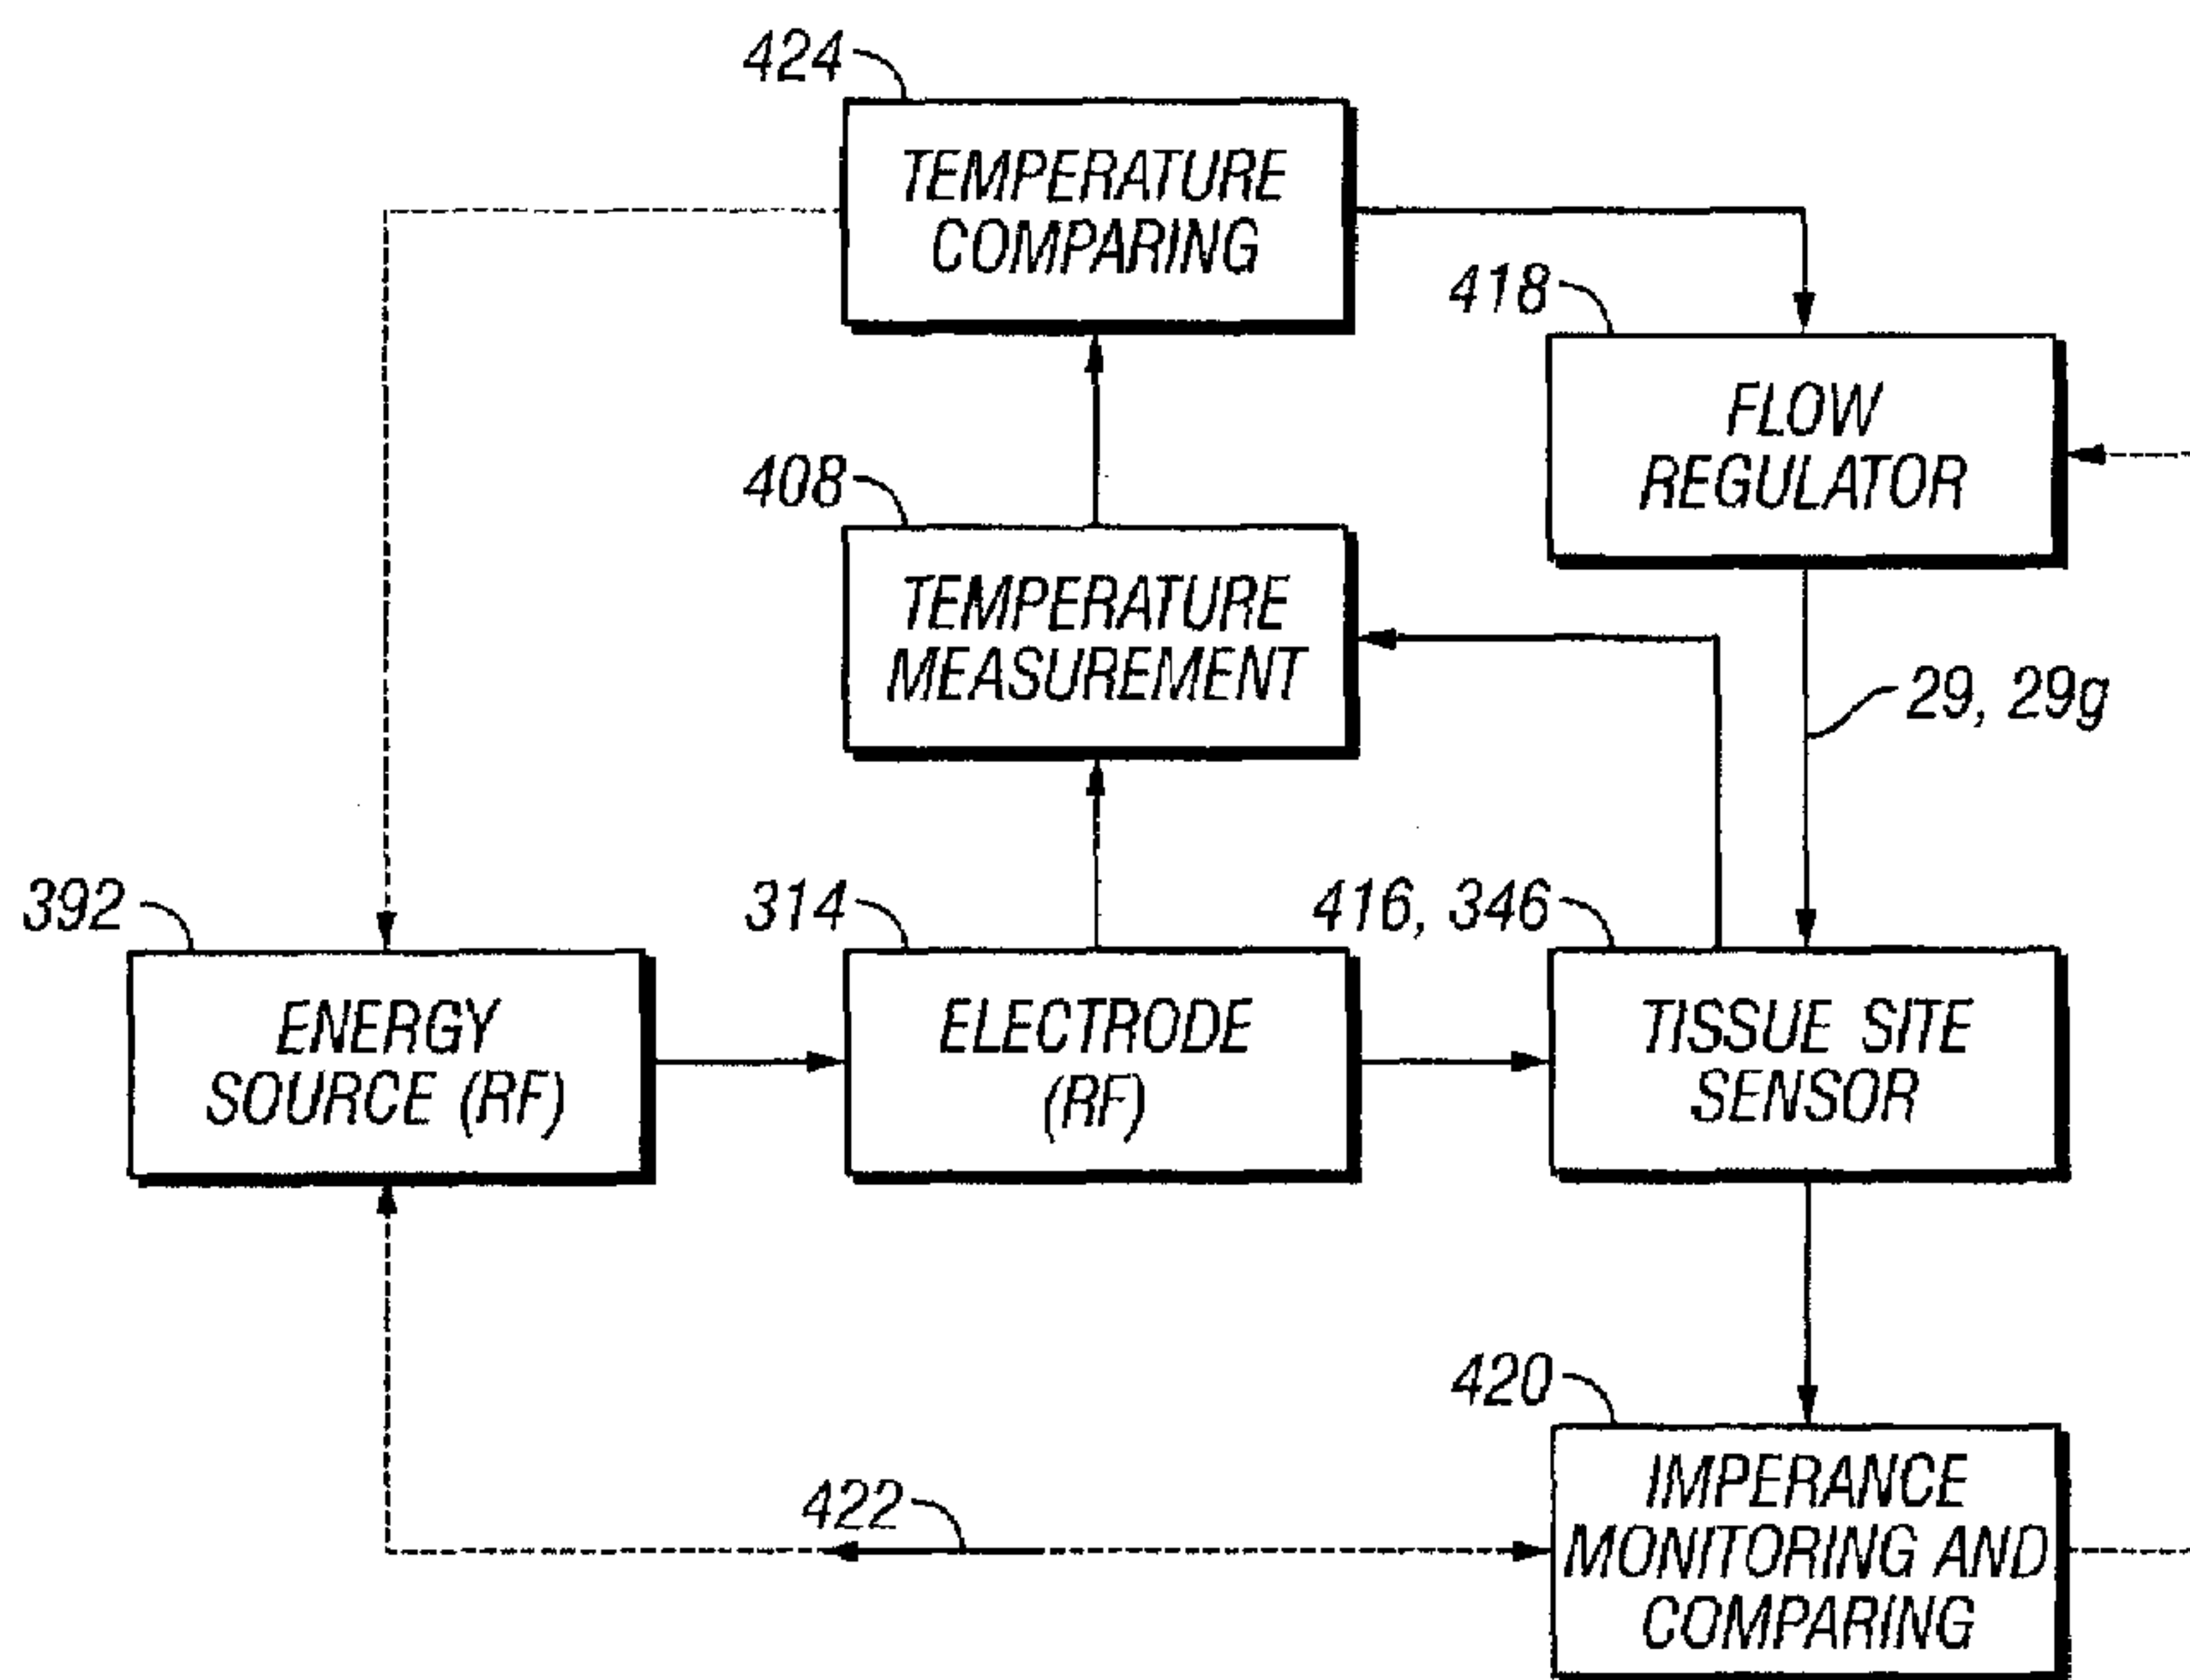 424
TEMPERATURE
COMPARING
418
FLOW
REGULATOR
408
TEMPERATURE
MEASUREMENT
29, 29g
392
ENERGY
SOURCE (RF)
314
ELECTRODE
(RF)
416, 346
TISSUE SITE
SENSOR
420
IMPERANCE
MONITORING AND
COMPARING
422